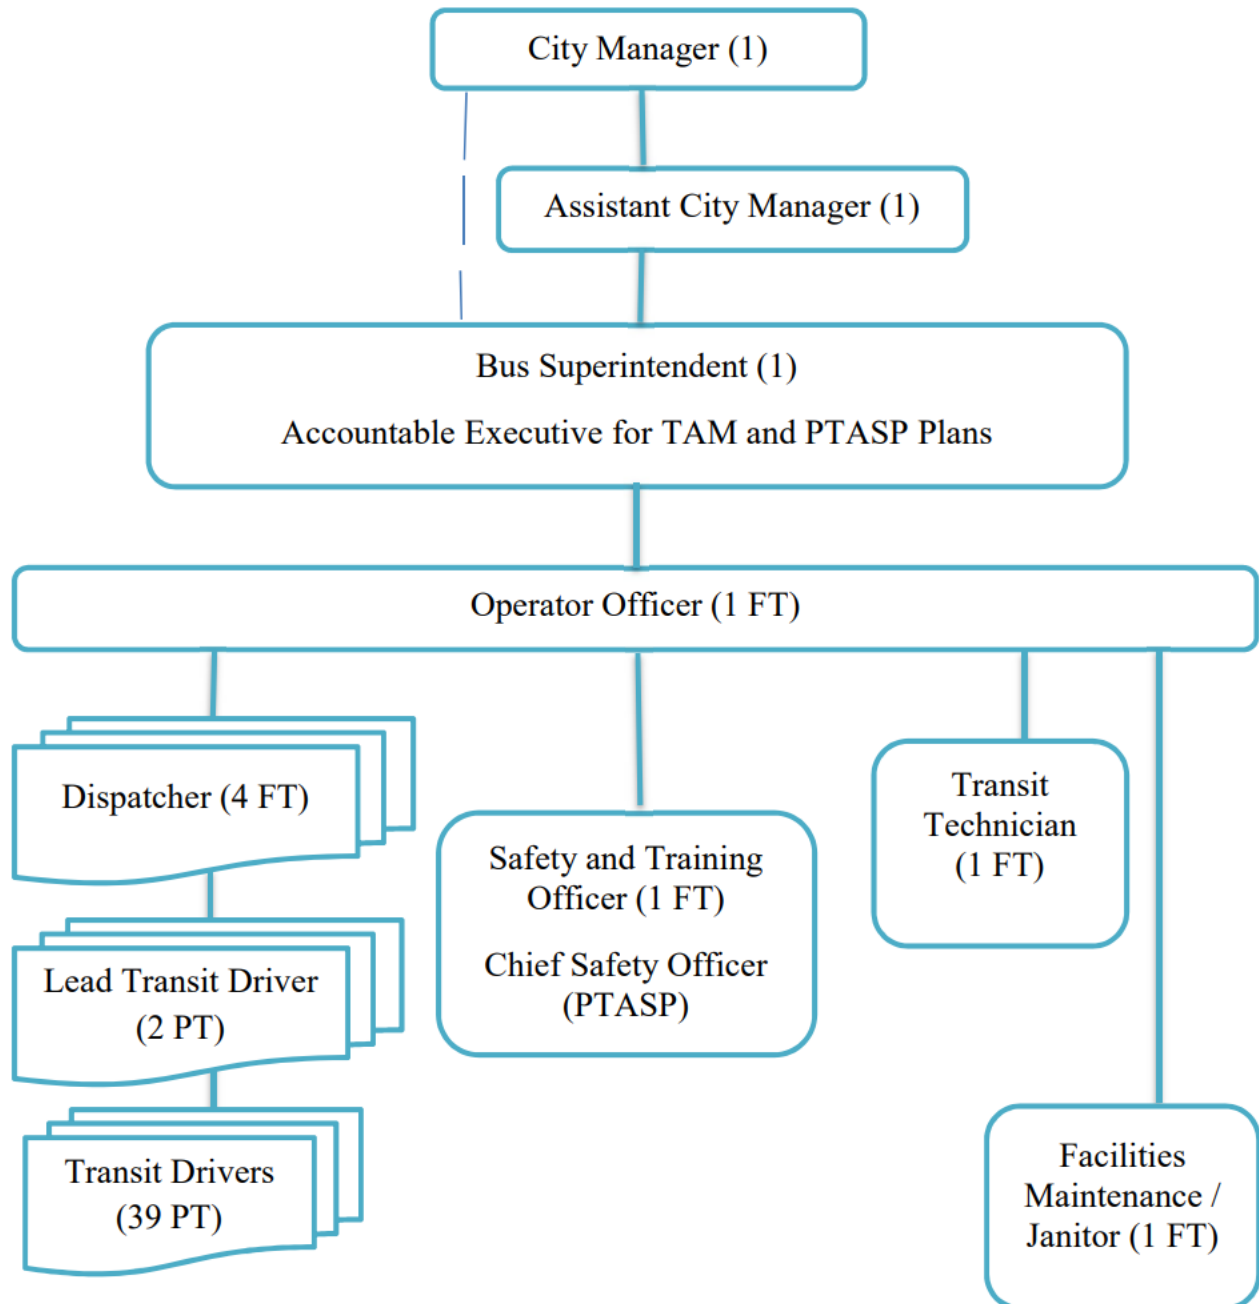 City Manager (1)
Assistant City Manager (1)
Bus Superintendent (1)
Accountable Executive for TAM and PTASP Plans
Operator Officer (1 FT)
Dispatcher (4 FT)
Lead Transit Driver
(2 PT)
Transit Drivers
(39 PT)
Safety and Training
Officer (1 FT)
Chief Safety Officer
(PTASP)
Transit
Technician
(1 FT)
Facilities
Maintenance /
Janitor (1 FT)